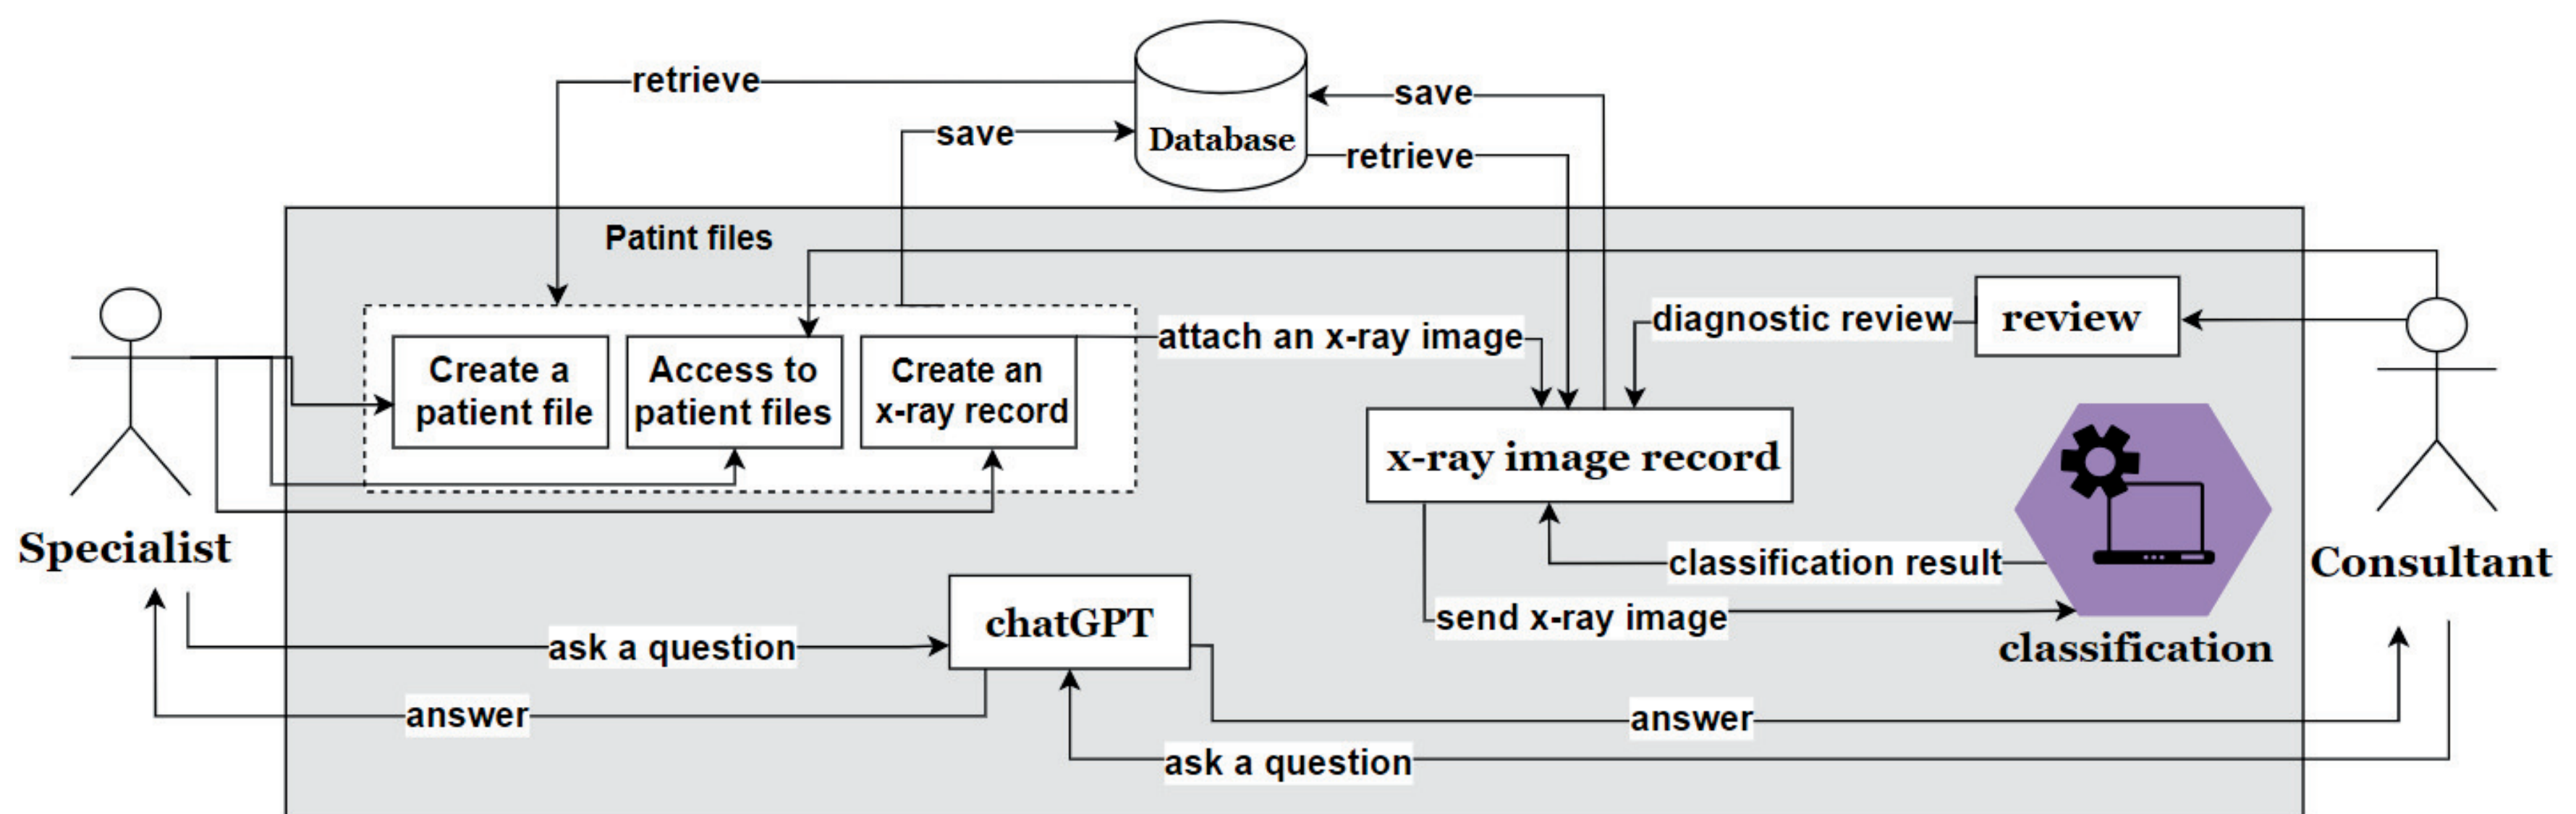 retrieve
save
save
Database
retrieve
Patint files
diagnostic review
review
attach an x-ray image
Create a
patient file
Access to
patient files
Create an
x-ray record
x-ray image record
Specialist
Consultant
classification result
send x-ray image
classification
chatGPT
ask a question
answer
answer
ask a question